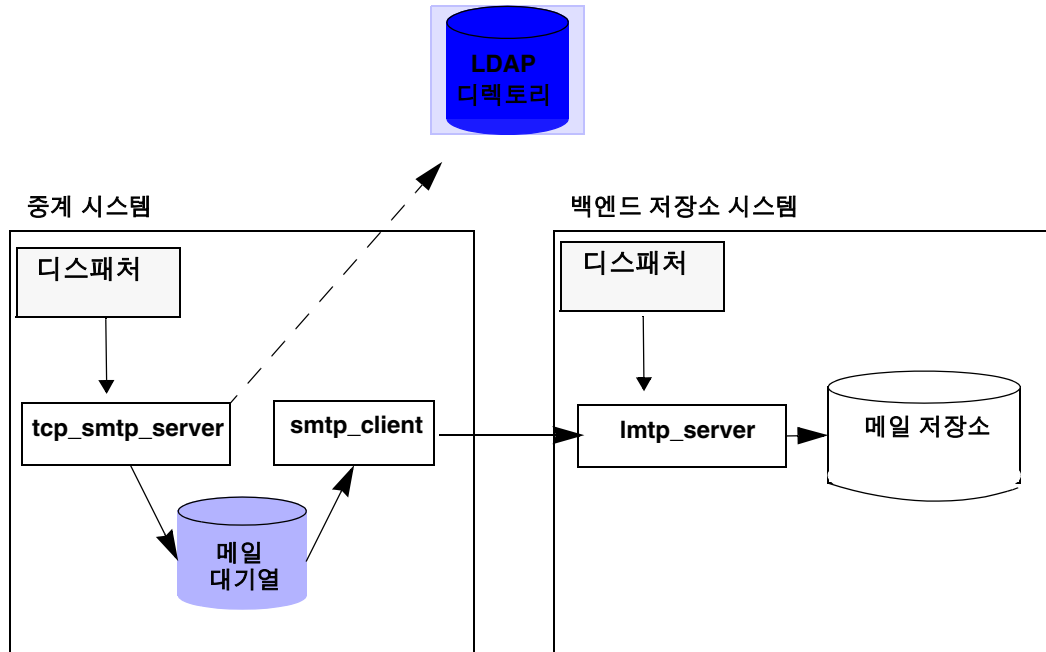 LDAP
디렉토리
중계 시스템
백엔드 저장소 시스템
디스패처
디스패처
tcp_smtp_server
smtp_client
lmtp_server
메일 저장소
메일
대기열